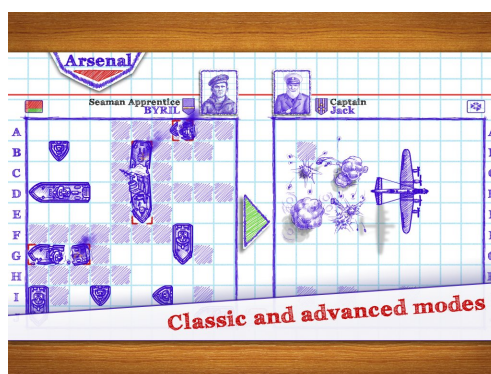 Arsenal
Seaman Apprentice
BYRIL
Captain
Jack
A
B
C
D
E
F
G
H
I
Classic and advanced modes